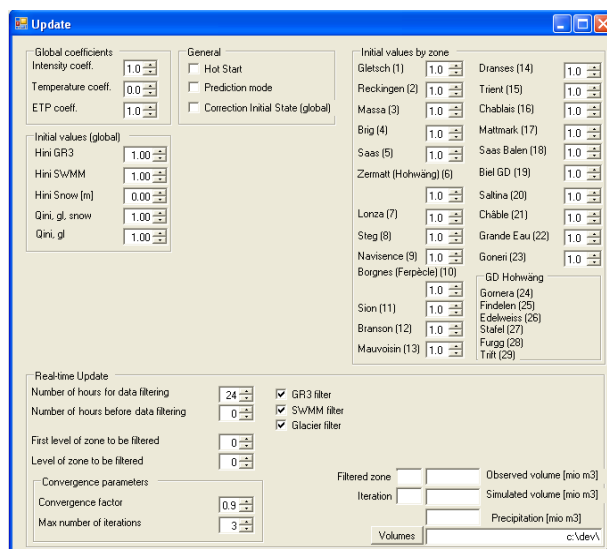 Update
Global coefficients
Intensity coeff. 1.0
Temperature coeff. 0.0
ETP coeff. 1.0
General
Hot Start
Prediction mode
Correction Initial State (global)
Initial values (global)
Hini GR3 1.00
Hini SWMM 1.00
Hini Snow [m] 0.00
Qini, gl, snow 1.00
Qini, gl 1.00
Initial values by zone
Gletsch (1) 1.0
Reckingen (2) 1.0
Massa (3) 1.0
Brig (4) 1.0
Saas (5) 1.0
Zermatt (Hohwäng) (6)
1.0
Lonza (7) 1.0
Steg (8) 1.0
Navisence (9) 1.0
Borgnes (Ferpècle) (10)
1.0
Sion (11) 1.0
Branson (12) 1.0
Mauvoisin (13) 1.0
Dranses (14) 1.0
Trient (15) 1.0
Chablais (16) 1.0
Mattmark (17) 1.0
Saas Balen (18) 1.0
Biel GD (19) 1.0
Saltina (20) 1.0
Châble (21) 1.0
Grande Eau (22) 1.0
Goneri (23) 1.0
GD Hohwäng
Gornera (24)
Findelen (25)
Edelweiss (26)
Stafel (27)
Furgg (28)
Trift (29)
Real-time Update
Number of hours for data filtering 24
Number of hours before data filtering 0
First level of zone to be filtered 0
Level of zone to be filtered 0
GR3 filter
SWMM filter
Glacier filter
Convergence parameters
Convergence factor 0.9
Max number of iterations 3
Filtered zone
Observed volume [mio m3]
Iteration
Simulated volume [mio m3]
Precipitation [mio m3]
Volumes
c:\dev\